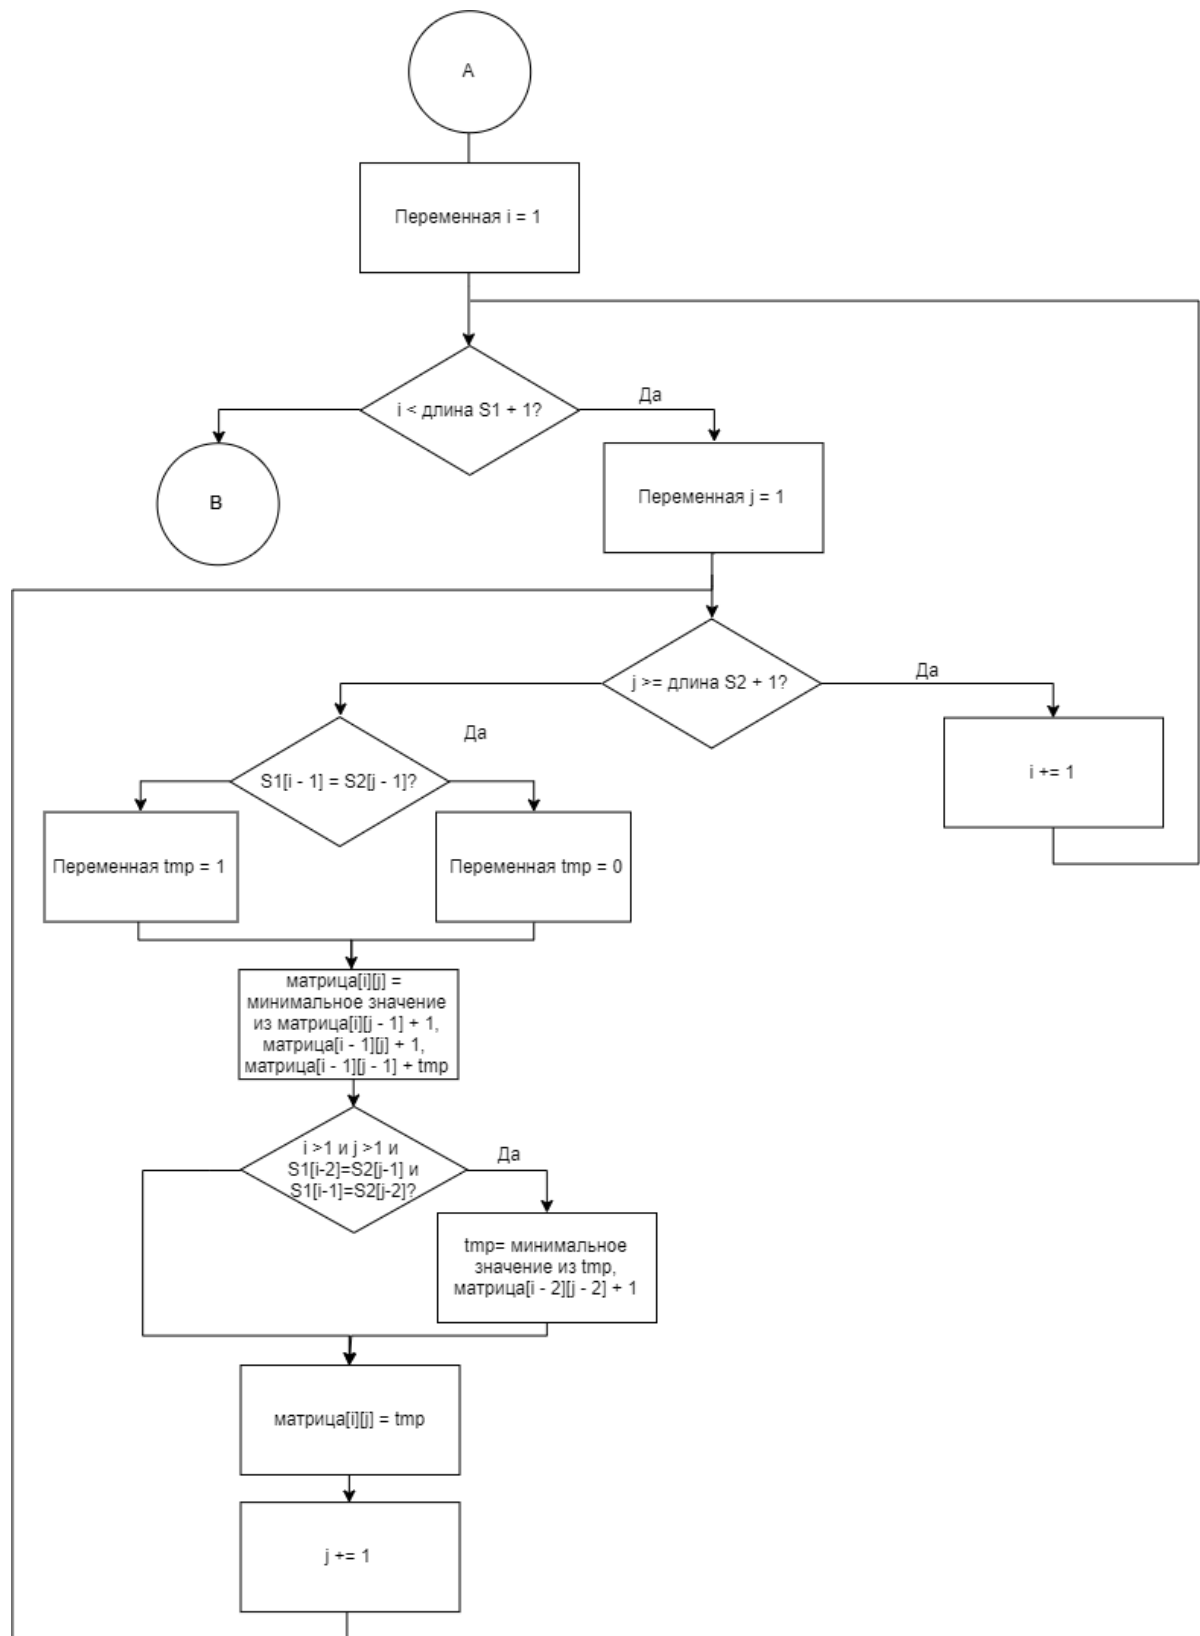 A
Переменная i = 1
i < длина S1 + 1?
Да
B
Переменная j = 1
j >= длина S2 + 1?
Да
i += 1
Да
S1[i - 1] = S2[j - 1]?
Переменная tmp = 1
Переменная tmp = 0
матрица[i][j] =
минимальное значение
из матрица[i][j - 1] + 1,
матрица[i - 1][j] + 1,
матрица[i - 1][j - 1] + tmp
i >1 и j >1 и
S1[i-2]=S2[j-1] и
S1[i-1]=S2[j-2]?
Да
tmp= минимальное
значение из tmp,
матрица[i - 2][j - 2] + 1
матрица[i][j] = tmp
j += 1